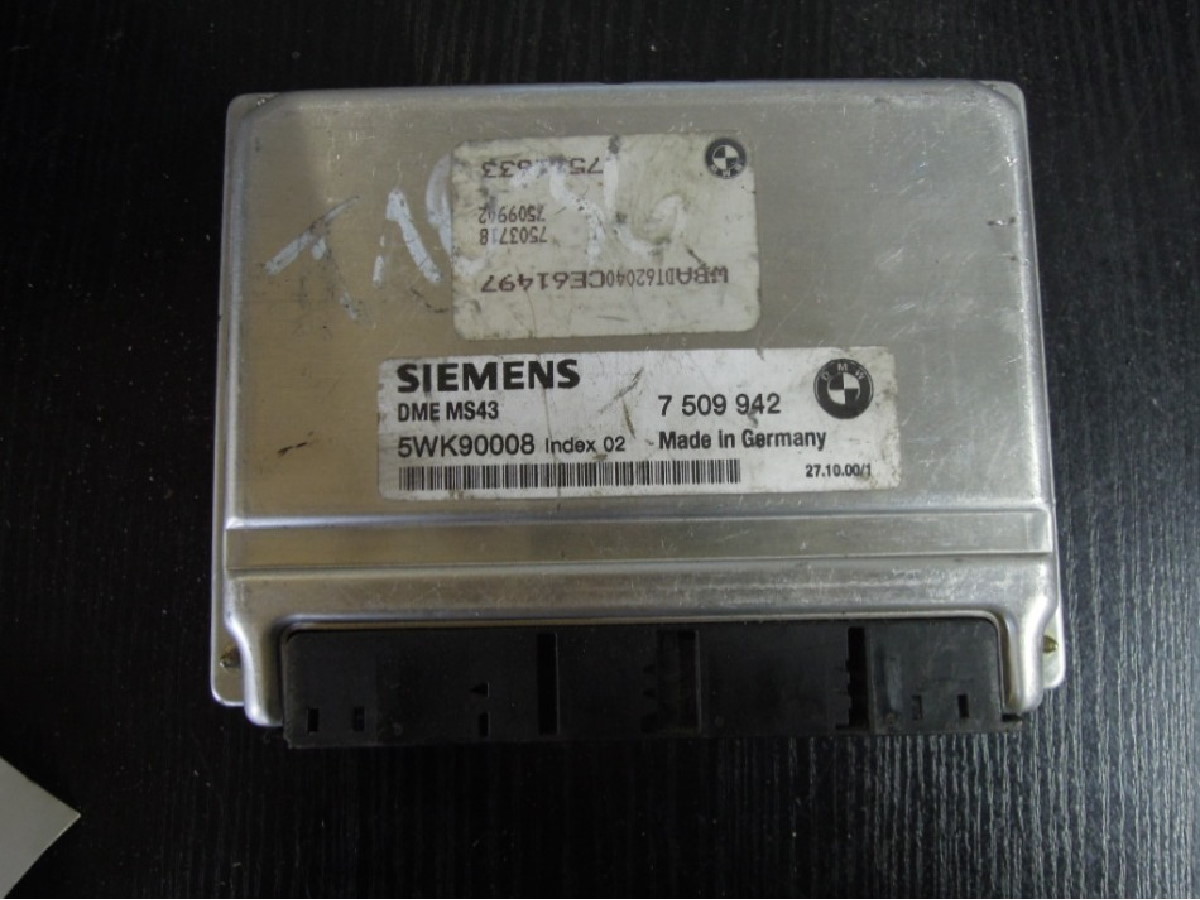 7503718
7509942
WBADT62040CE61497
SIEMENS
DME MS43 7 509 942
BMW
5WK90008 Index 02 Made in Germany
27.10.00/1